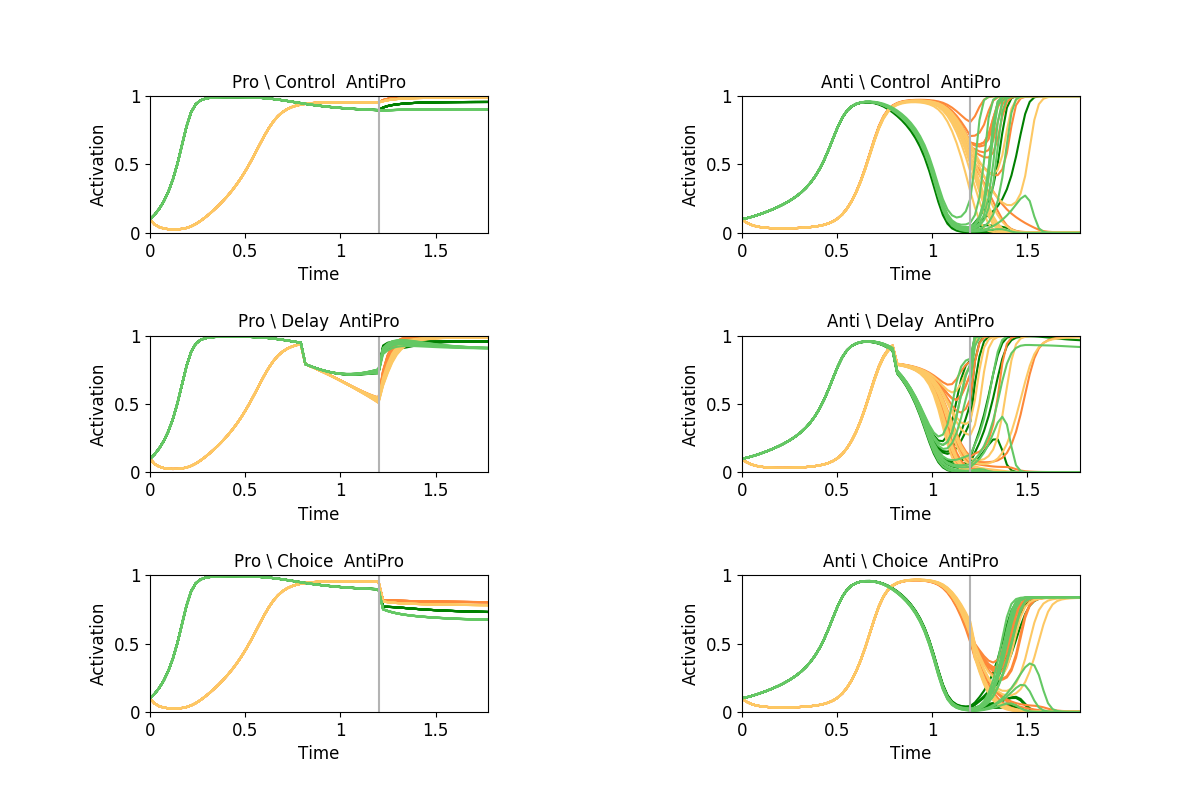 Pro \ Control  AntiPro
Anti \ Control  AntiPro
1
0.5
0
Activation
0
0.5
1
1.5
Time
1
0.5
0
Activation
0
0.5
1
1.5
Time
Pro \ Delay  AntiPro
Anti \ Delay  AntiPro
1
0.5
0
Activation
0
0.5
1
1.5
Time
1
0.5
0
Activation
0
0.5
1
1.5
Time
Pro \ Choice  AntiPro
Anti \ Choice  AntiPro
1
0.5
0
Activation
0
0.5
1
1.5
Time
1
0.5
0
Activation
0
0.5
1
1.5
Time